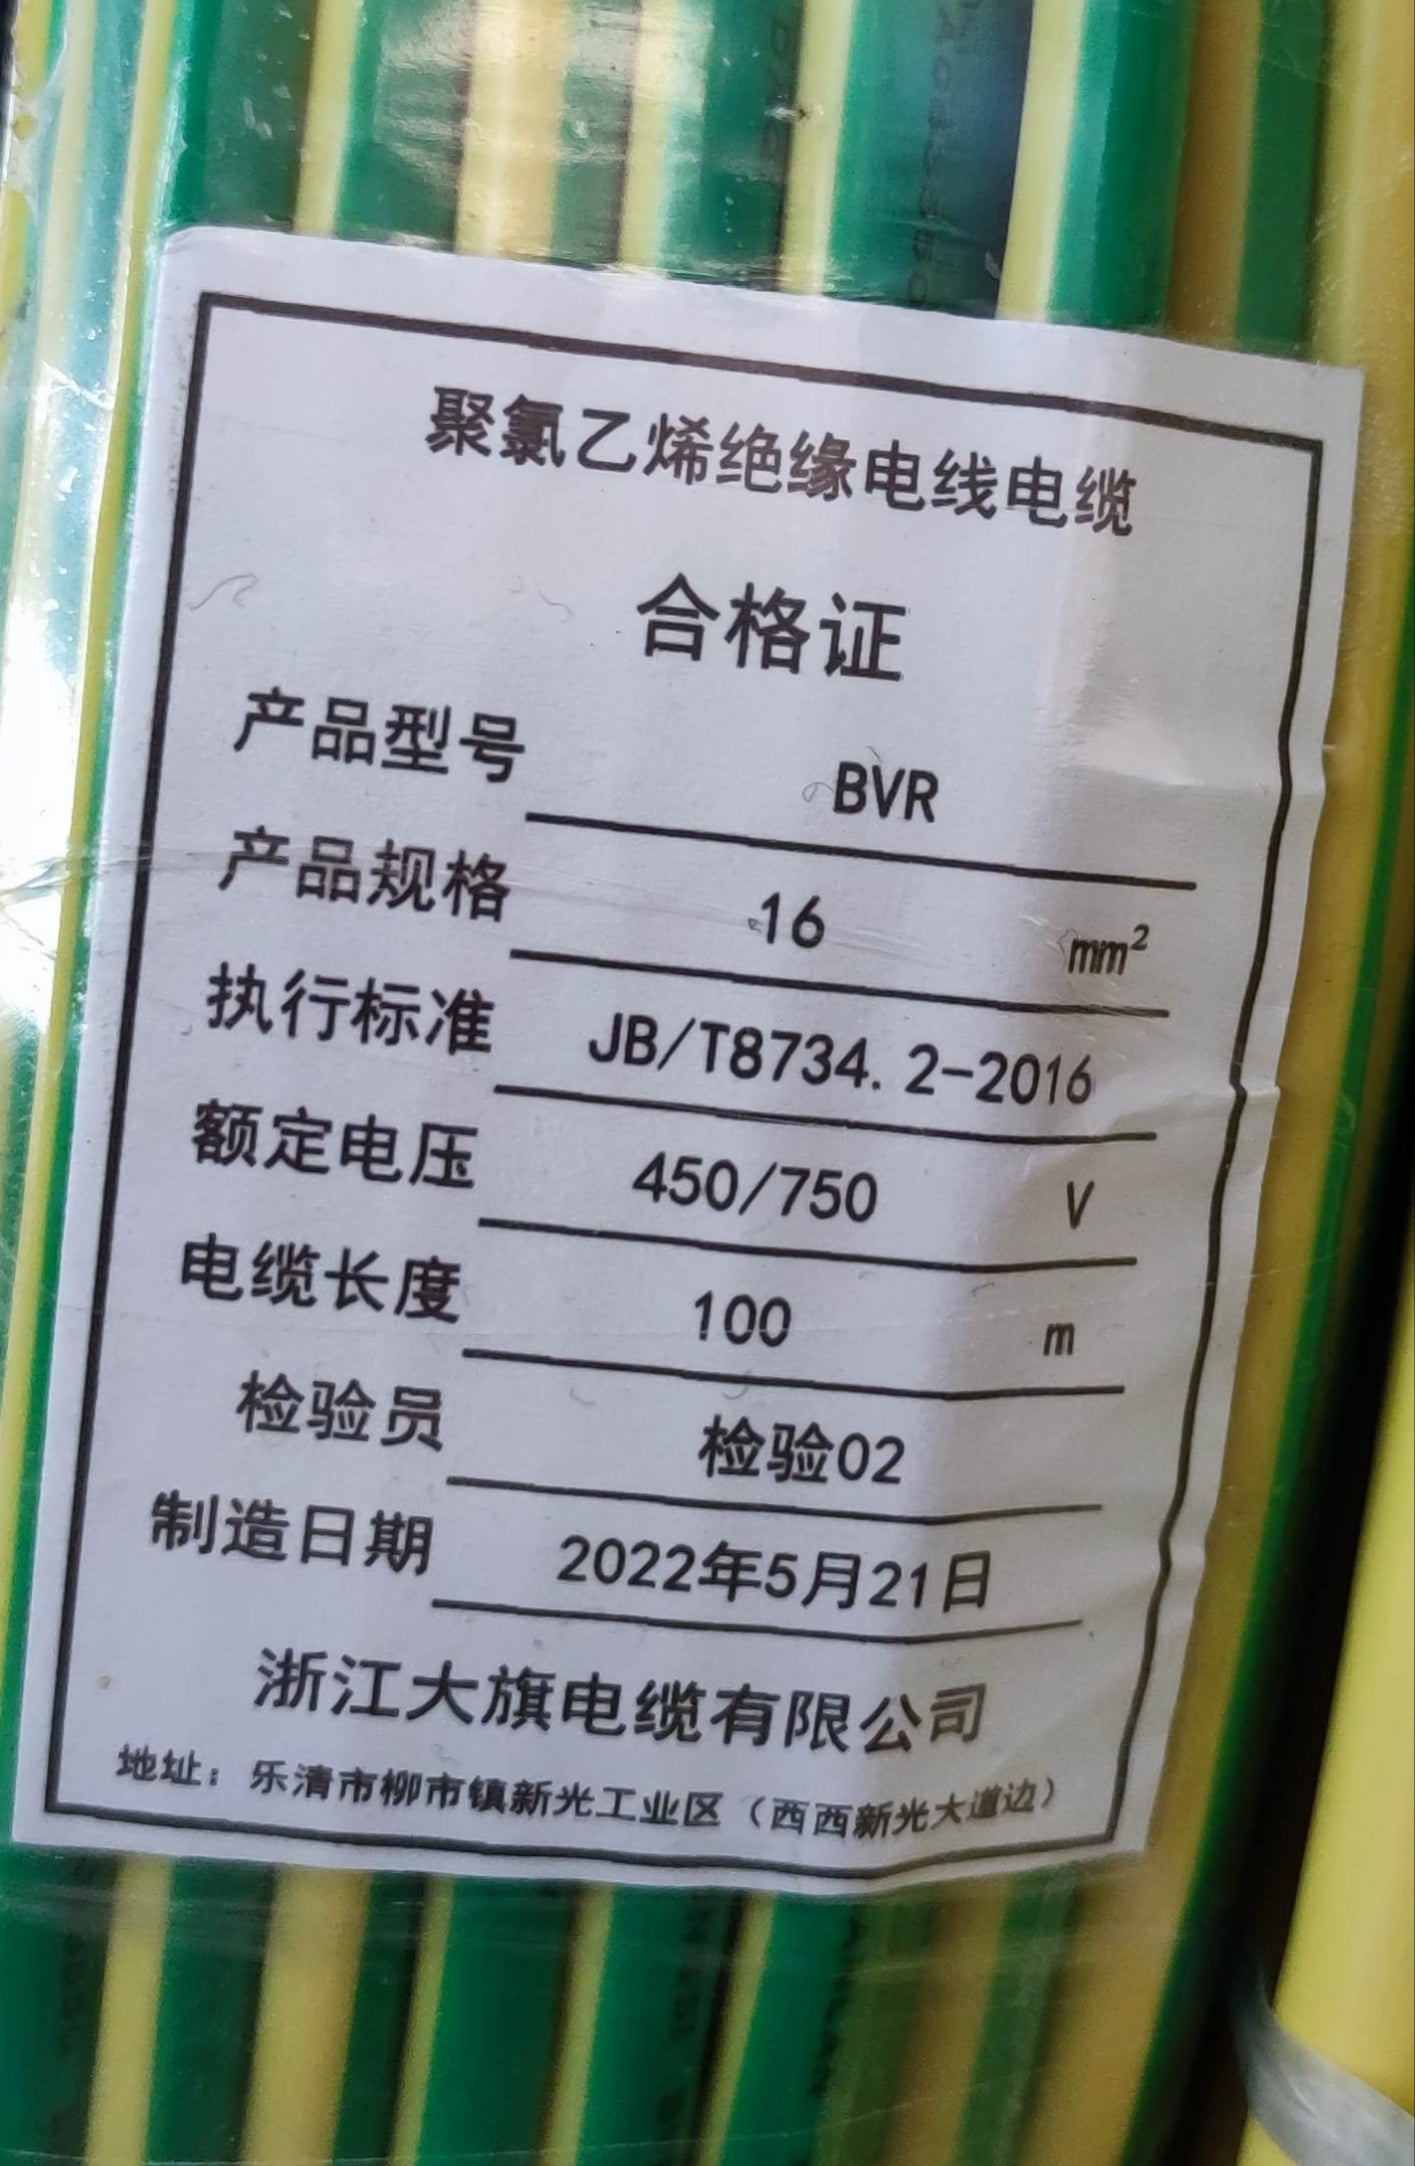 聚氯乙烯绝缘电线电缆
合格证
产品型号 BVR
产品规格 16 mm²
执行标准 JB/T8734.2-2016
额定电压 450/750 V
电缆长度 100 m
检验员 检验02
制造日期 2022年5月21日
浙江大旗电缆有限公司
地址：乐清市柳市镇新光工业区（西西新光大道边）